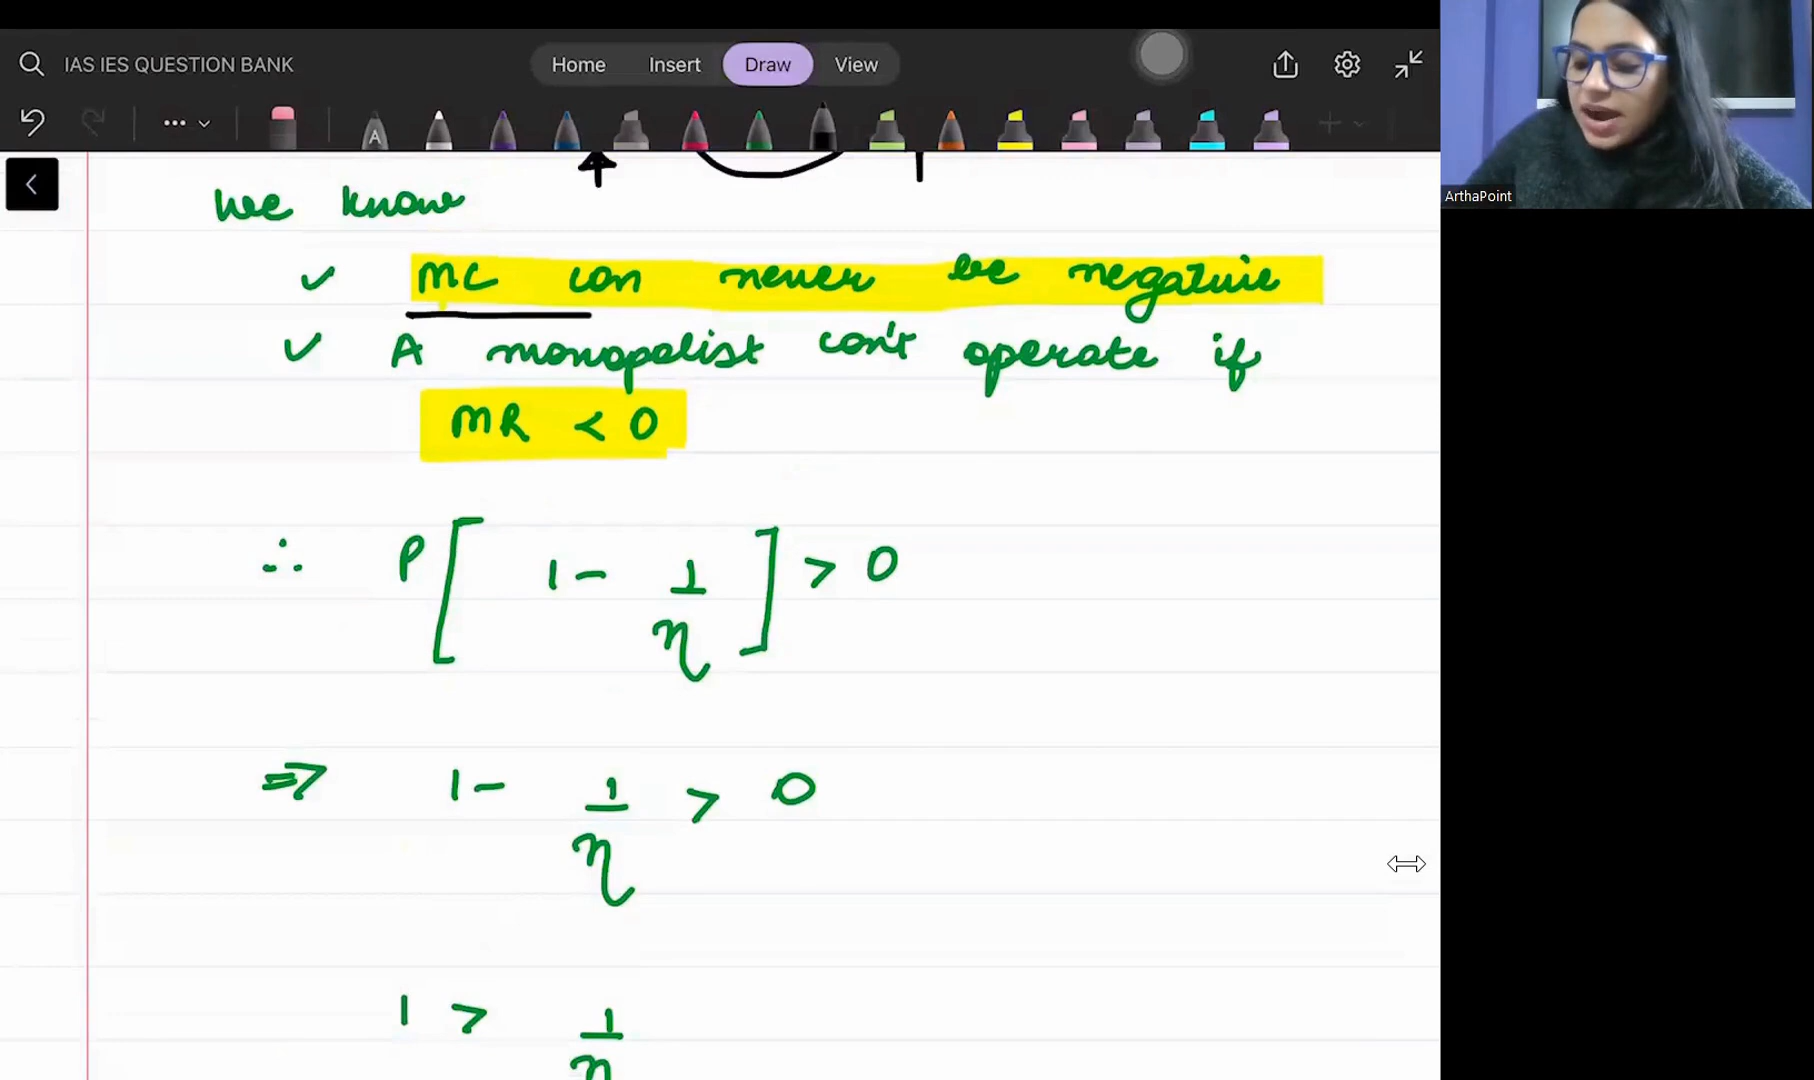 IAS IES QUESTION BANK
Home Insert Draw View
A
ArthaPoint
we know
✓ MC can never be negative
✓ A monopolist can't operate if
MR < 0
∴ P[1 - 1/η] > 0
⇒ 1 - 1/η > 0
1 > 1/η